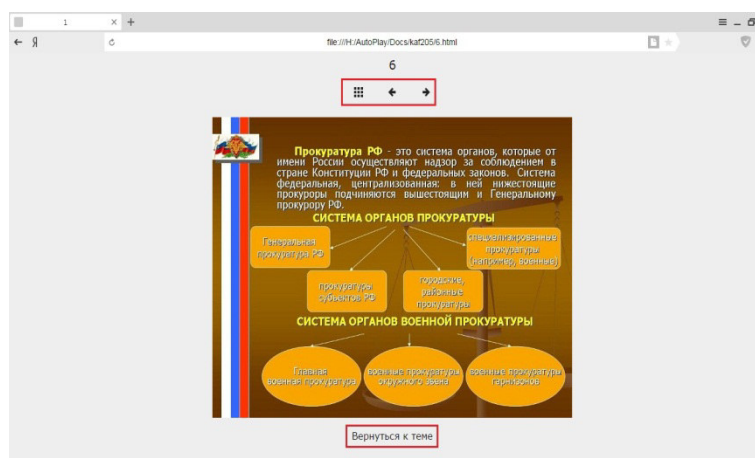 1
Я
file:///H:/AutoPlay/Docs/kaf205/6.html
6
Прокуратура РФ - это система органов, которые от
имени России осуществляют надзор за соблюдением в
стране Конституции РФ и федеральных законов. Система
федеральная, централизованная: в ней нижестоящие
прокуроры подчиняются вышестоящим и Генеральному
прокурору РФ.
СИСТЕМА ОРГАНОВ ПРОКУРАТУРЫ
Генеральная
прокуратура РФ
специализированные
прокуратуры
(например, военные)
прокуратуры
субъектов РФ
городские,
районные
прокуратуры
СИСТЕМА ОРГАНОВ ВОЕННОЙ ПРОКУРАТУРЫ
Главная
военная прокуратура
военные прокуратуры
окружного звена
военные прокуратуры
гарнизонов
Вернуться к теме